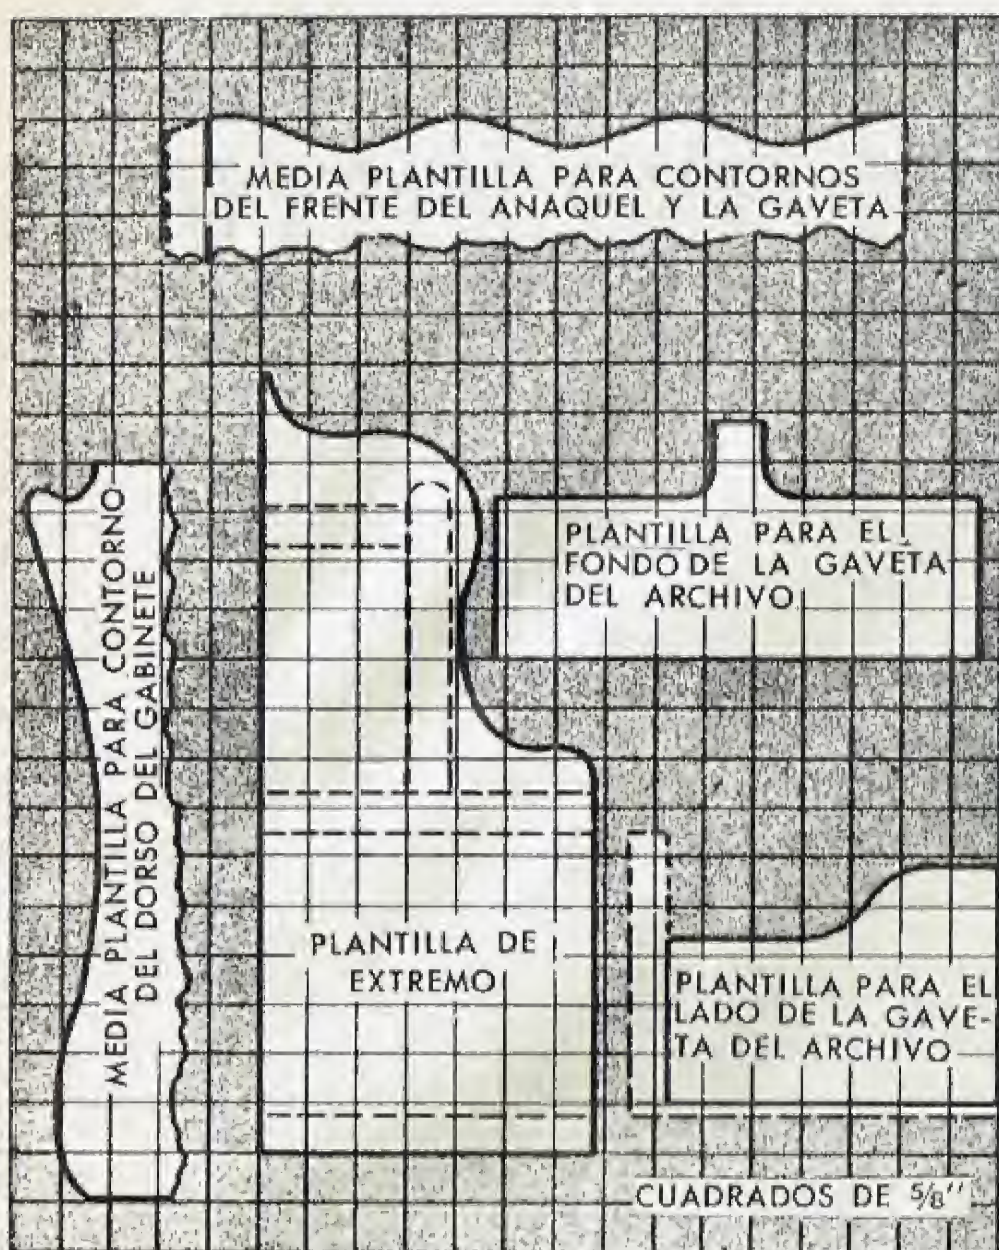 MEDIA PLANTILLA PARA CONTORNOS
DEL FRENTE DEL ANAQUEL Y LA GAVETA
PLANTILLA PARA EL
FONDO DE LA GAVETA
DEL ARCHIVO
MEDIA PLANTILLA PARA CONTORNO
DEL DORSO DEL GABINETE
PLANTILLA DE
EXTREMO
PLANTILLA PARA EL
LADO DE LA GAVE-
TA DEL ARCHIVO
CUADRADOS DE 5/8"